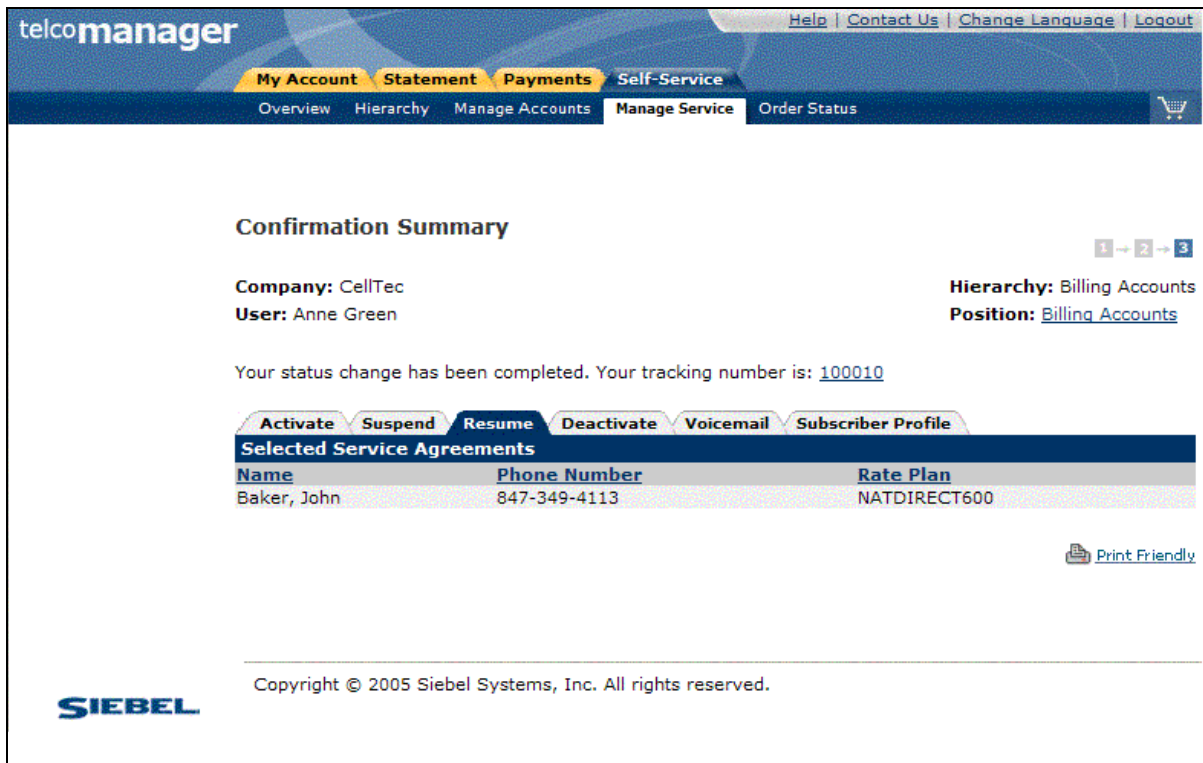 telcomanager
Help | Contact Us | Change Language | Logout
My Account Statement Payments Self-Service
Overview Hierarchy Manage Accounts Manage Service Order Status
Confirmation Summary
1 → 2 → 3
Company: CellTec
Hierarchy: Billing Accounts
User: Anne Green
Position: Billing Accounts
Your status change has been completed. Your tracking number is: 100010
Activate Suspend Resume Deactivate Voicemail Subscriber Profile
Selected Service Agreements
Name Phone Number Rate Plan
Baker, John 847-349-4113 NATDIRECT600
Print Friendly
Copyright © 2005 Siebel Systems, Inc. All rights reserved.
SIEBEL.